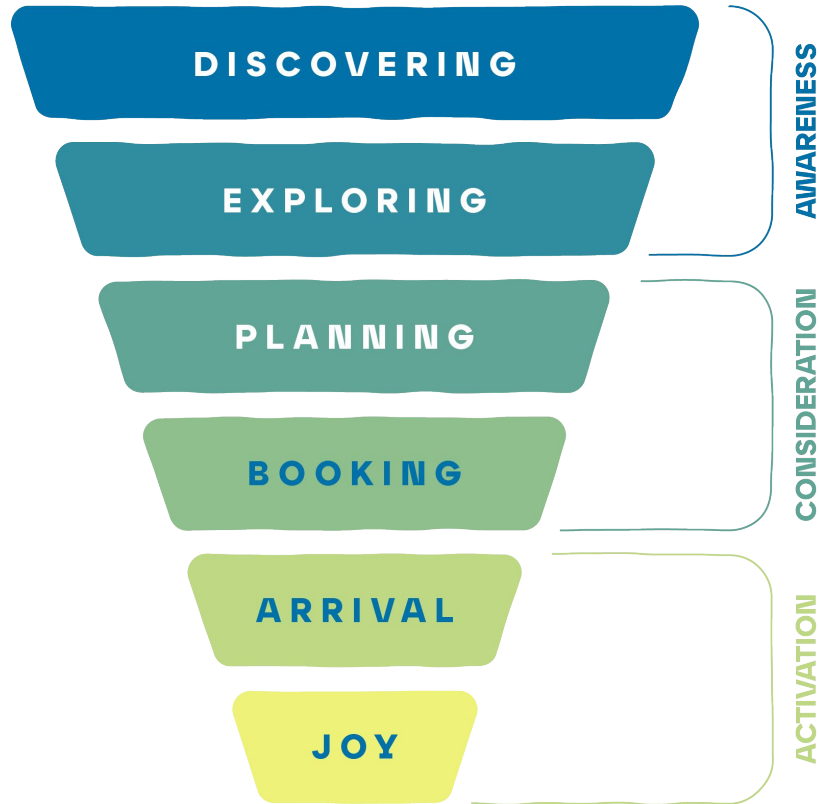 DISCOVERING
EXPLORING
AWARENESS
PLANNING
BOOKING
CONSIDERATION
ARRIVAL
JOY
ACTIVATION